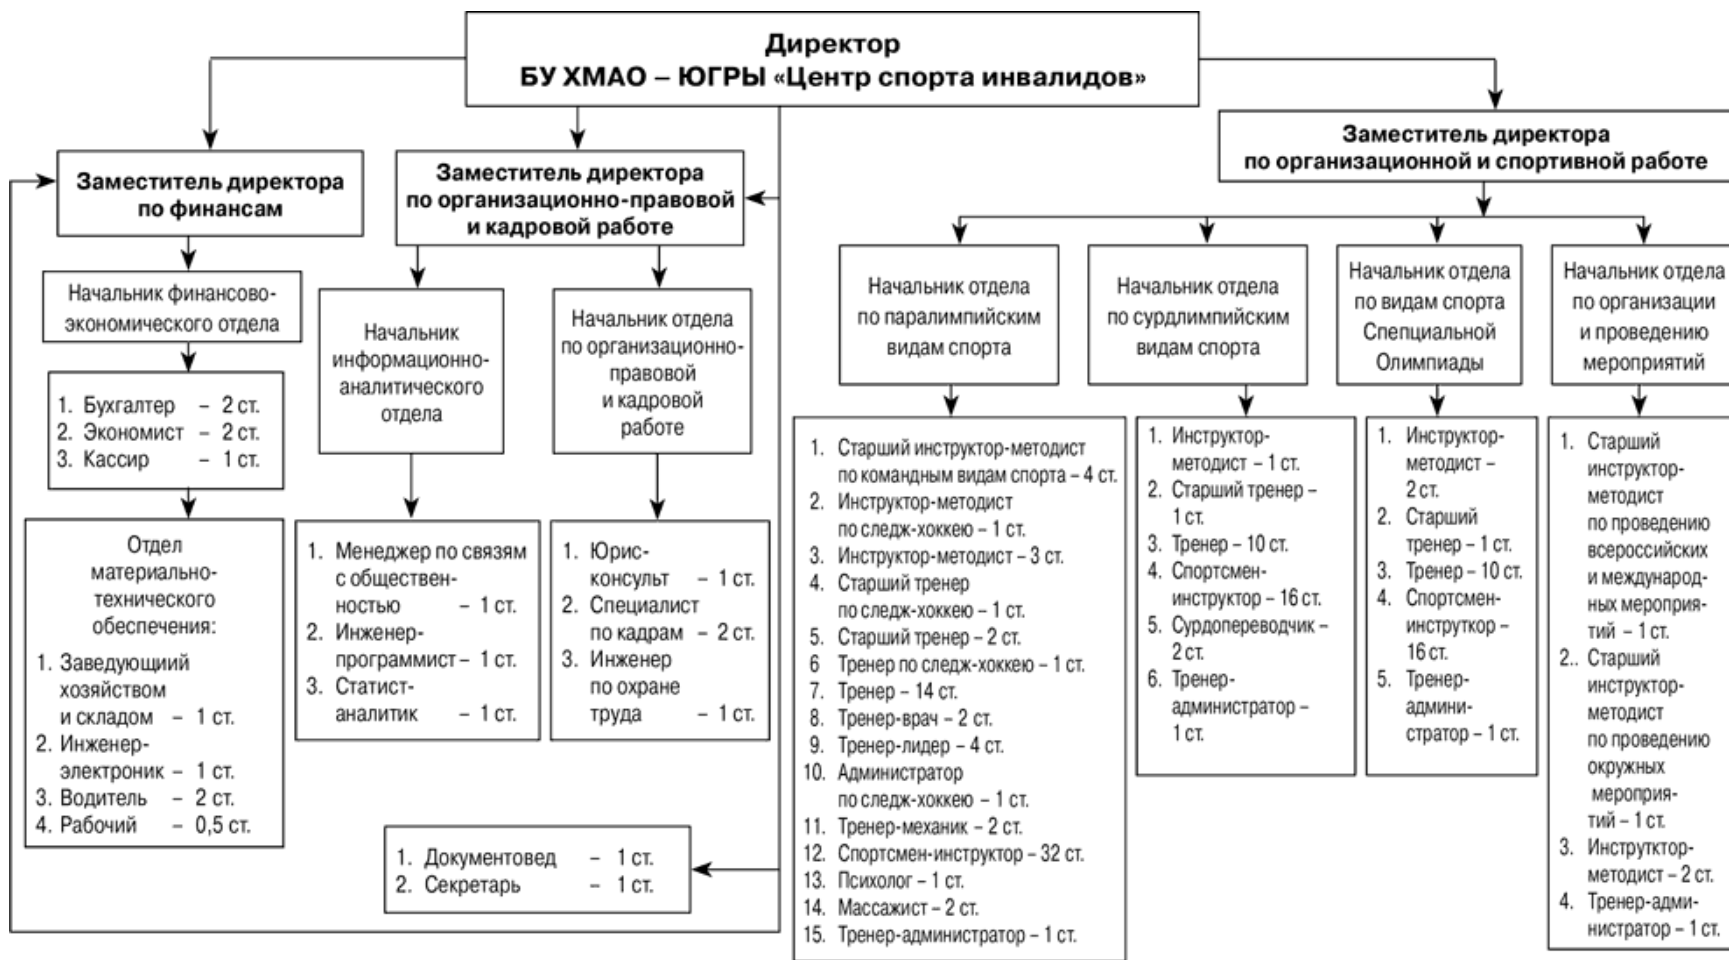 Директор
БУ ХМАО – ЮГРЫ «Центр спорта инвалидов»
Заместитель директора
по финансам
Заместитель директора
по организационно-правовой
и кадровой работе
Заместитель директора
по организационной и спортивной работе
Начальник финансово-
экономического отдела
1. Бухгалтер – 2 ст.
2. Экономист – 2 ст.
3. Кассир – 1 ст.
Отдел
материально-
технического
обеспечения:
1. Заведующиий
хозяйством
и складом – 1 ст.
2. Инженер-
электроник – 1 ст.
3. Водитель – 2 ст.
4. Рабочий – 0,5 ст.
Начальник
информационно-
аналитического
отдела
1. Менеджер по связям
с обществен-
ностью – 1 ст.
2. Инженер-
программист – 1 ст.
3. Статист-
аналитик – 1 ст.
Начальник отдела
по организационно-
правовой
и кадровой
работе
1. Юрис-
консульт – 1 ст.
2. Специалист
по кадрам – 2 ст.
3. Инженер
по охране
труда – 1 ст.
1. Документовед – 1 ст.
2. Секретарь – 1 ст.
Начальник отдела
по паралимпийским
видам спорта
1. Старший инструктор-методист
по командным видам спорта – 4 ст.
2. Инструктор-методист
по следж-хоккею – 1 ст.
3. Инструктор-методист – 3 ст.
4. Старший тренер
по следж-хоккею – 1 ст.
5. Старший тренер – 2 ст.
6 Тренер по следж-хоккею – 1 ст.
7. Тренер – 14 ст.
8. Тренер-врач – 2 ст.
9. Тренер-лидер – 4 ст.
10. Администратор
по следж-хоккею – 1 ст.
11. Тренер-механик – 2 ст.
12. Спортсмен-инструктор – 32 ст.
13. Психолог – 1 ст.
14. Массажист – 2 ст.
15. Тренер-администратор – 1 ст.
Начальник отдела
по сурдлимпийским
видам спорта
1. Инструктор-
методист – 1 ст.
2. Старший тренер –
1 ст.
3. Тренер – 10 ст.
4. Спортсмен-
инструктор – 16 ст.
5. Сурдопереводчик –
2 ст.
6. Тренер-
администратор –
1 ст.
Начальник отдела
по видам спорта
Спепциальной
Олимпиады
1. Инструктор-
методист –
2 ст.
2. Старший
тренер – 1 ст.
3. Тренер – 10 ст.
4. Спортсмен-
инструткор –
16 ст.
5. Тренер-
админи-
стратор – 1 ст.
Начальник отдела
по организации
и проведению
мероприятий
1. Старший
инструктор-
методист
по проведению
всероссийских
и международ-
ных мероприя-
тий – 1 ст.
2.. Старший
инструктор-
методист
по проведению
окружных
мероприя-
тий – 1 ст.
3. Инструтктор-
методист – 2 ст.
4. Тренер-адми-
нистратор – 1 ст.